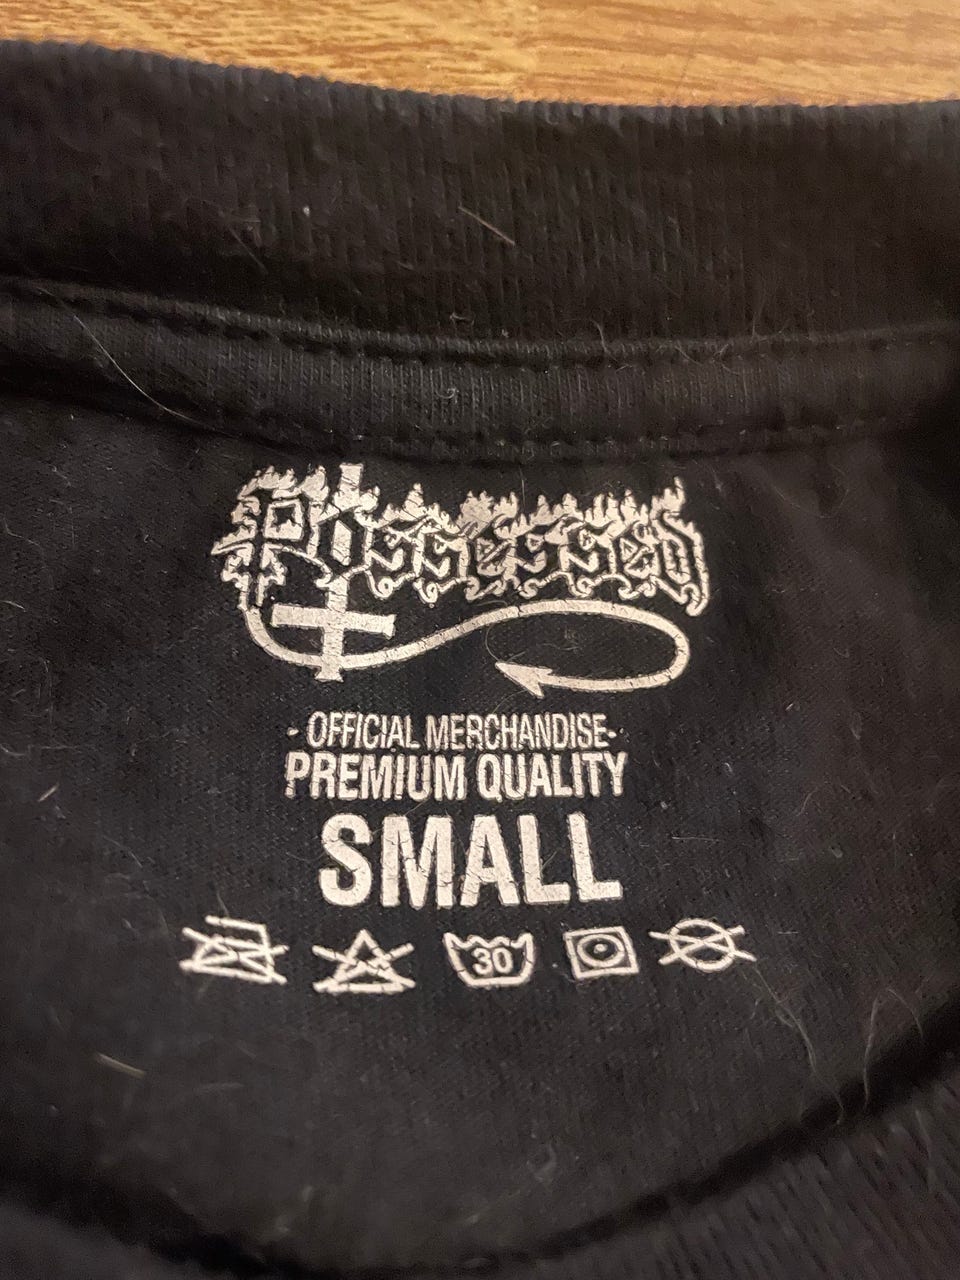 Possessed
- OFFICIAL MERCHANDISE-
PREMIUM QUALITY
SMALL
30